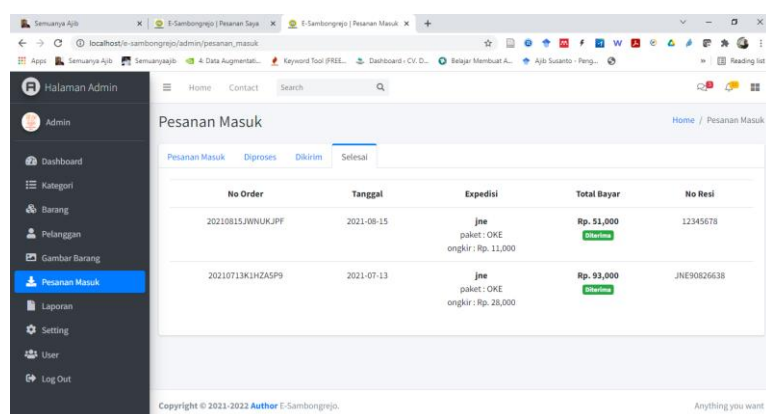 Semuanya Ajib
E-Sambongrejo | Pesanan Saya
E-Sambongrejo | Pesanan Masuk
localhost/e-sambongrejo/admin/pesanan_masuk
Apps
Semuanya Ajib
Semuanyaajib
4: Data Augmentati...
Keyword Tool (FREE...
Dashboard ‹ CV. D...
Belajar Membuat A...
Ajib Susanto - Peng...
Reading list
Halaman Admin
Home
Contact
Search
Admin
Pesanan Masuk
Home / Pesanan Masuk
Dashboard
Kategori
Barang
Pelanggan
Gambar Barang
Pesanan Masuk
Laporan
Setting
User
Log Out
Pesanan Masuk
Diproses
Dikirim
Selesai
No Order Tanggal Expedisi Total Bayar No Resi
20210815JWNUKJPF 2021-08-15 jne Rp. 51,000 12345678
paket : OKE Diterima
ongkir : Rp. 11,000
20210713K1HZA5P9 2021-07-13 jne Rp. 93,000 JNE90826638
paket : OKE Diterima
ongkir : Rp. 28,000
Copyright © 2021-2022 Author E-Sambongrejo.
Anything you want